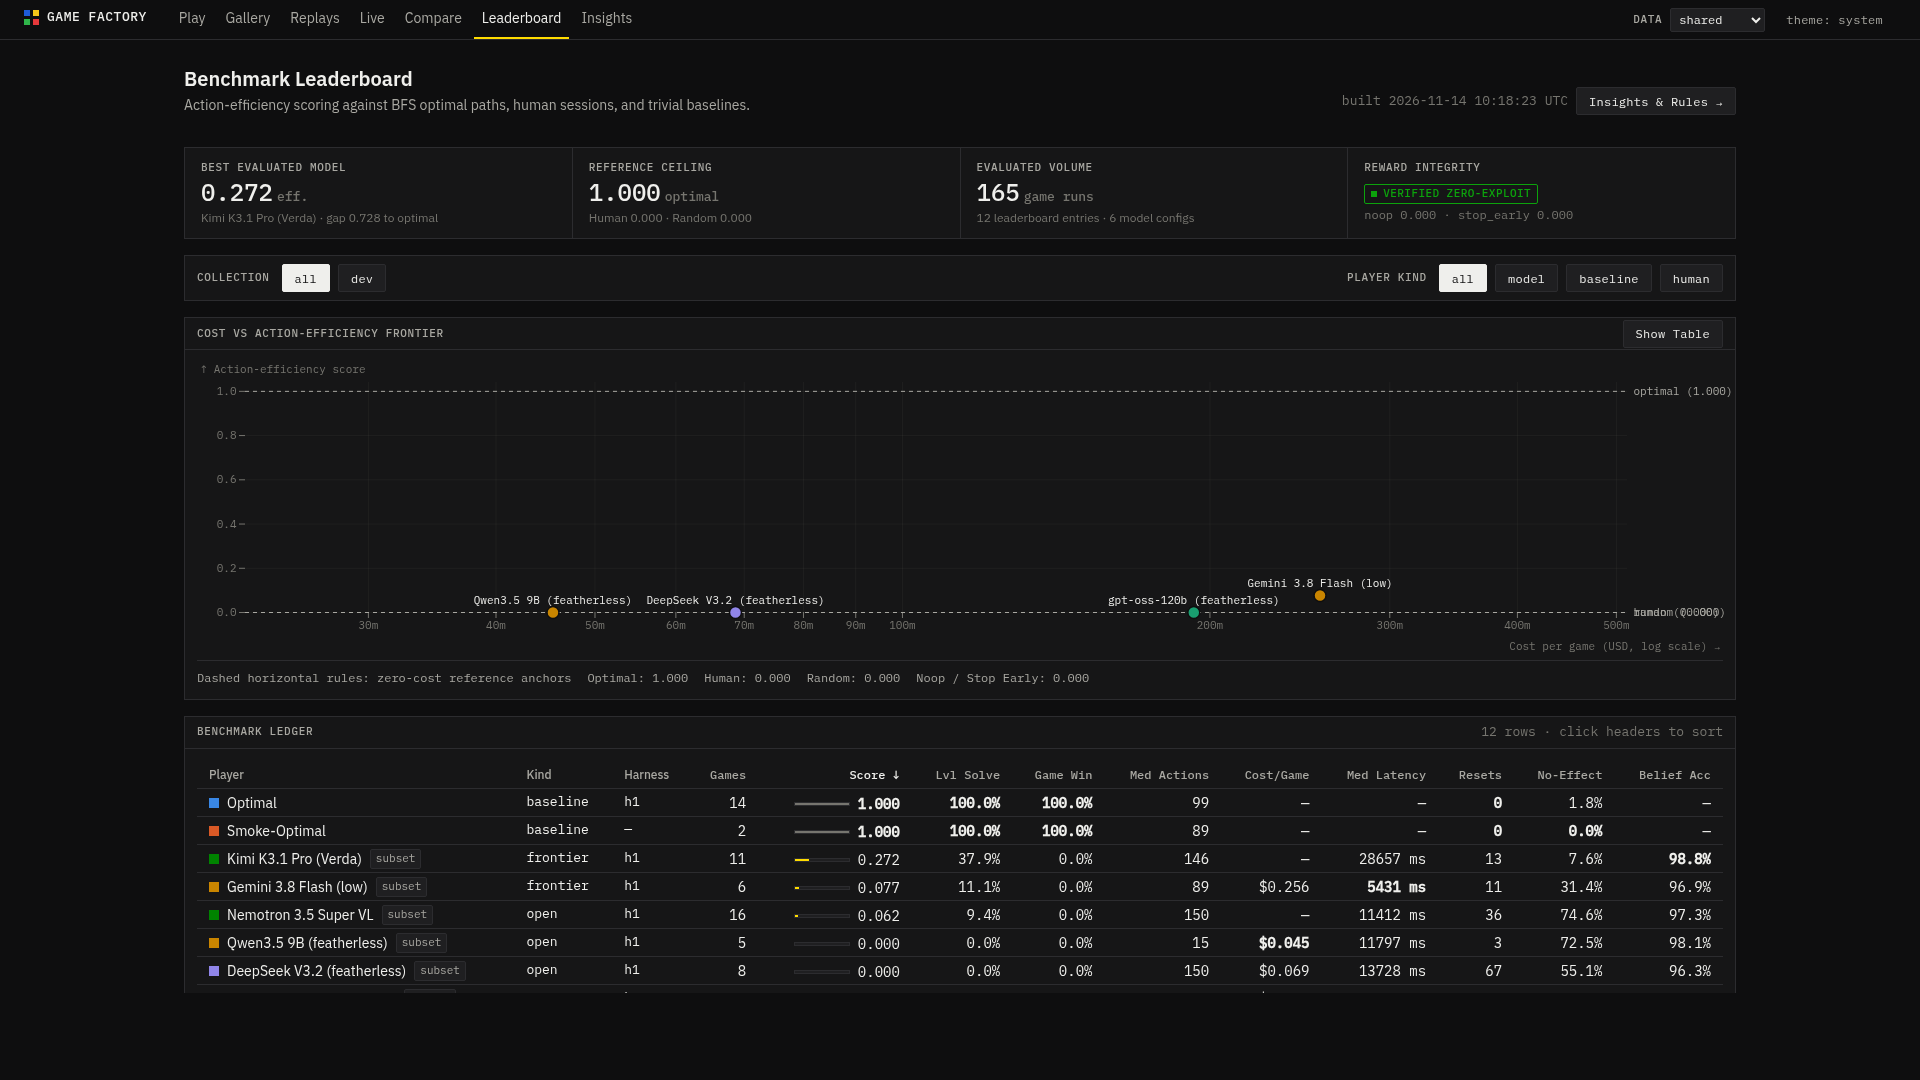 GAME FACTORY Play Gallery Replays Live Compare Leaderboard Insights DATA shared theme: system
Benchmark Leaderboard
Action-efficiency scoring against BFS optimal paths, human sessions, and trivial baselines.
built 2026-11-14 10:18:23 UTC Insights & Rules →
BEST EVALUATED MODEL
0.272 eff.
Kimi K3.1 Pro (Verda) · gap 0.728 to optimal
REFERENCE CEILING
1.000 optimal
Human 0.000 · Random 0.000
EVALUATED VOLUME
165 game runs
12 leaderboard entries · 6 model configs
REWARD INTEGRITY
VERIFIED ZERO-EXPLOIT
noop 0.000 · stop_early 0.000
COLLECTION all dev PLAYER KIND all model baseline human
COST VS ACTION-EFFICIENCY FRONTIER Show Table
↑ Action-efficiency score
1.0 optimal (1.000)
0.8
0.6
0.4
0.2
Gemini 3.8 Flash (low)
Qwen3.5 9B (featherless) DeepSeek V3.2 (featherless) gpt-oss-120b (featherless)
0.0
30m 40m 50m 60m 70m 80m 90m 100m 200m 300m 400m 500m
Cost per game (USD, log scale) →
Dashed horizontal rules: zero-cost reference anchors Optimal: 1.000 Human: 0.000 Random: 0.000 Noop / Stop Early: 0.000
BENCHMARK LEDGER 12 rows · click headers to sort
Player Kind Harness Games Score ↓ Lvl Solve Game Win Med Actions Cost/Game Med Latency Resets No-Effect Belief Acc
Optimal baseline h1 14 1.000 100.0% 100.0% 99 — — 0 1.8% —
Smoke-Optimal baseline — 2 1.000 100.0% 100.0% 89 — — 0 0.0% —
Kimi K3.1 Pro (Verda) subset frontier h1 11 0.272 37.9% 0.0% 146 — 28657 ms 13 7.6% 98.8%
Gemini 3.8 Flash (low) subset frontier h1 6 0.077 11.1% 0.0% 89 $0.256 5431 ms 11 31.4% 96.9%
Nemotron 3.5 Super VL subset open h1 16 0.062 9.4% 0.0% 150 — 11412 ms 36 74.6% 97.3%
Qwen3.5 9B (featherless) subset open h1 5 0.000 0.0% 0.0% 15 $0.045 11797 ms 3 72.5% 98.1%
DeepSeek V3.2 (featherless) subset open h1 8 0.000 0.0% 0.0% 150 $0.069 13728 ms 67 55.1% 96.3%